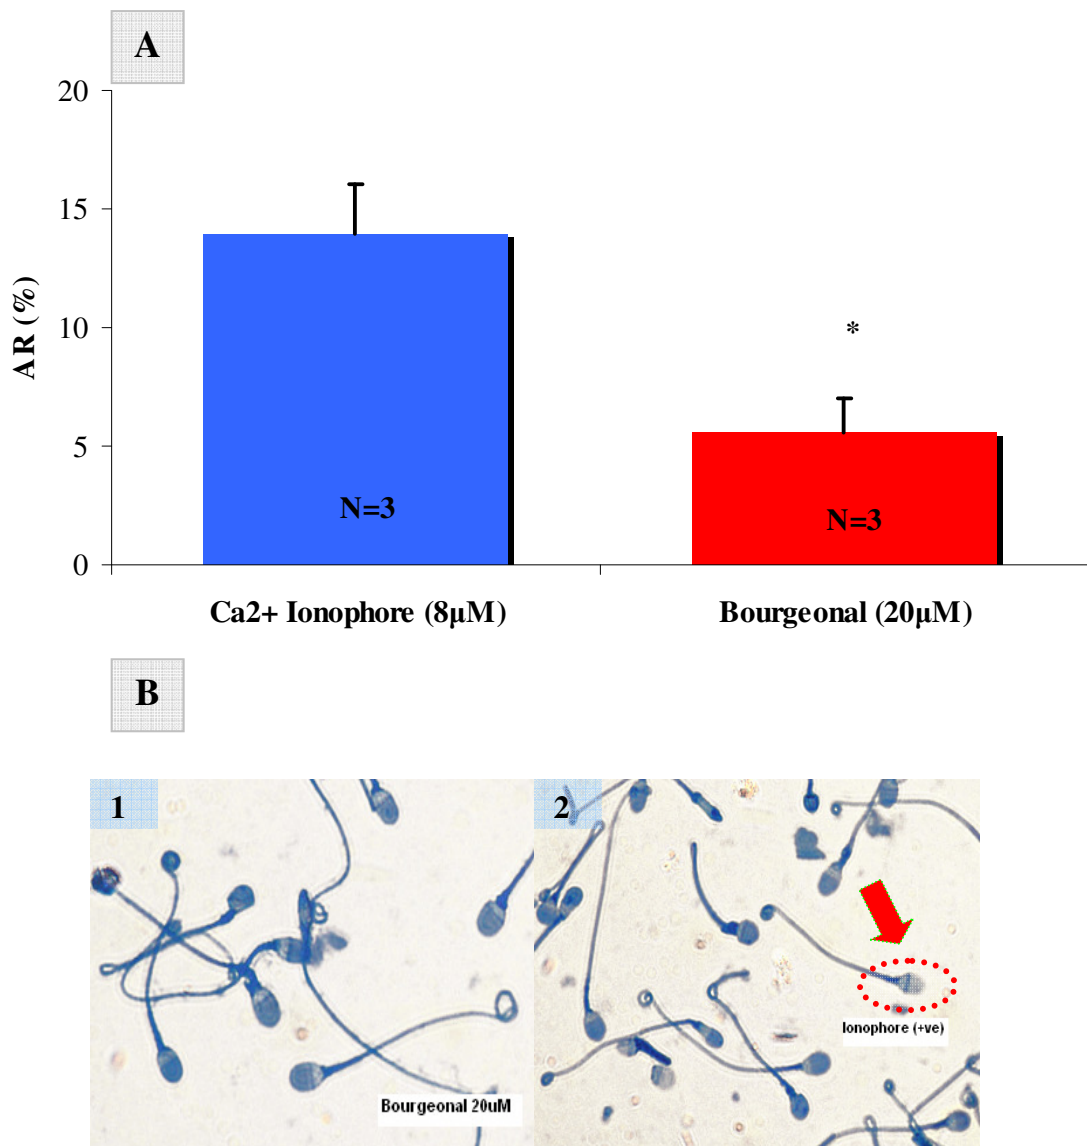 A
20
15
10
5
0
AR (%)
*
N=3
N=3
Ca2+ Ionophore (8µM)
Bourgeonal (20µM)
B
1
2
Ionophore (+ve)
Bourgeonal 20uM